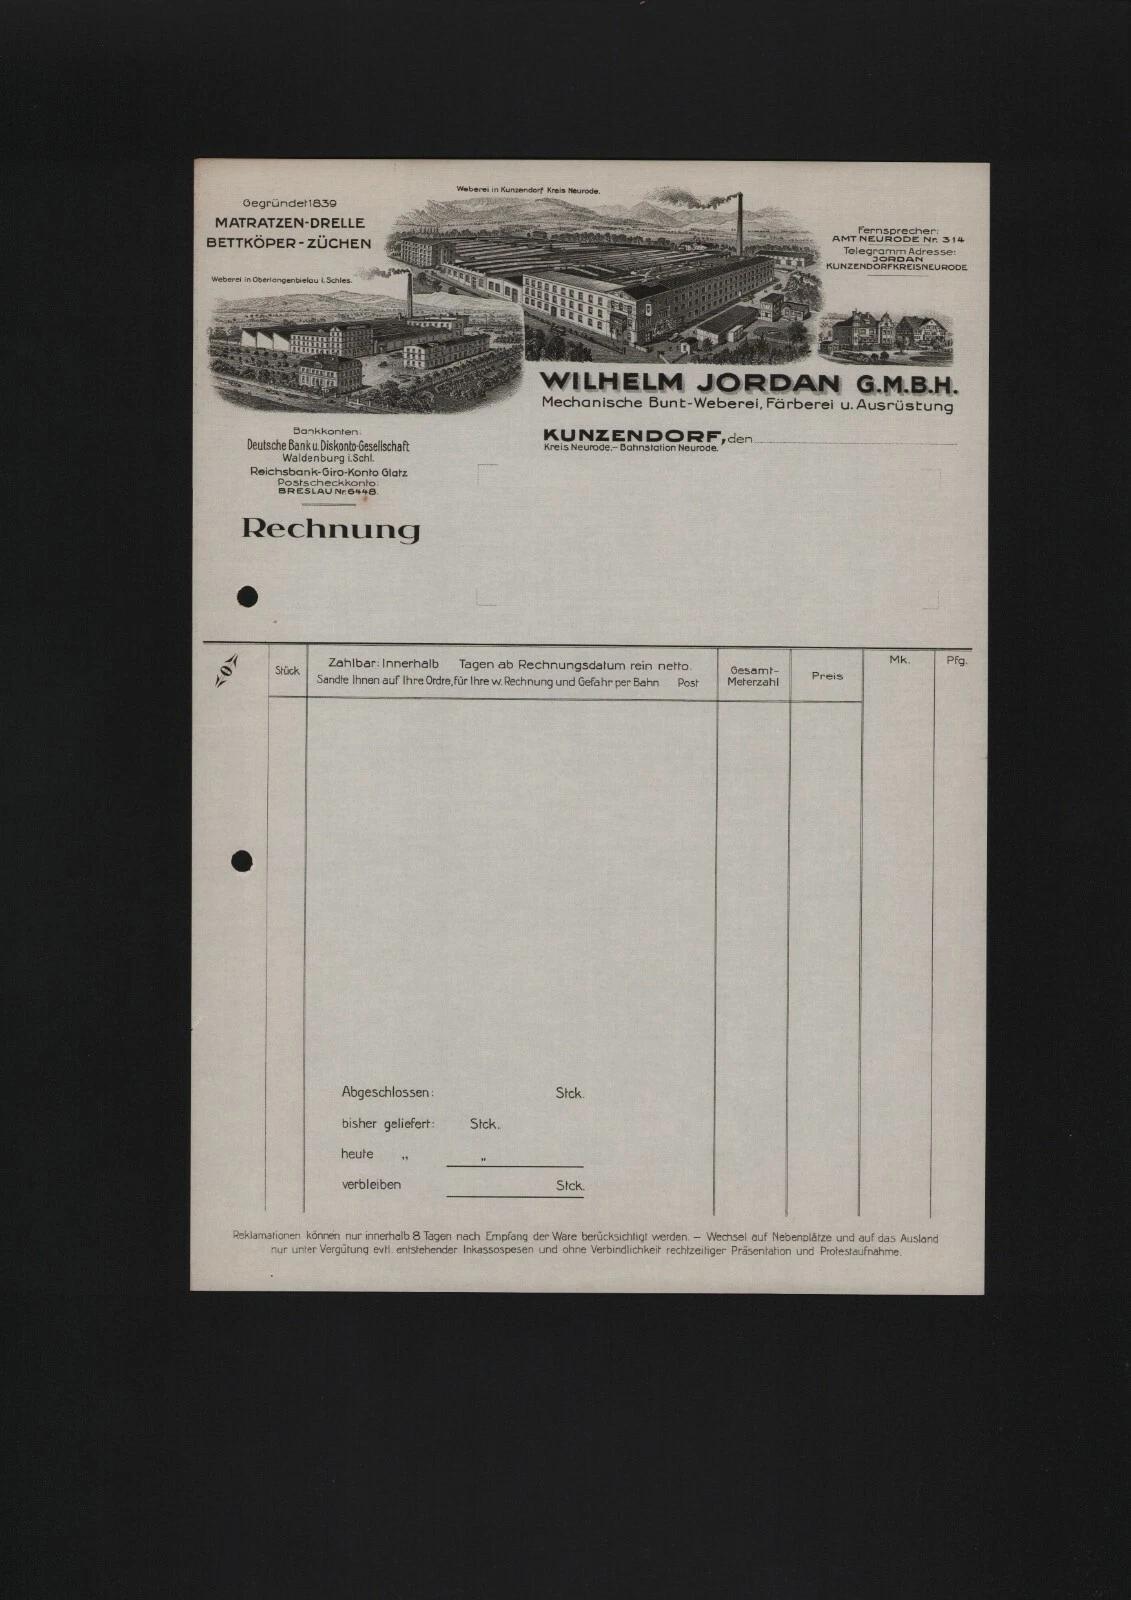 Gegründet 1839
MATRATZEN-DRELLE
BETTKÖPER-ZÜCHEN
Weberei in Kunzendorf Kreis Neurode.
Weberei in Oberlangenbielau i. Schles.
Fernsprecher:
AMT NEURODE Nr. 314
Telegramm Adresse:
JORDAN
KUNZENDORFKREISNEURODE
WILHELM JORDAN G.M.B.H.
Mechanische Bunt-Weberei, Färberei u. Ausrüstung
KUNZENDORF, den
Kreis Neurode.- Bahnstation Neurode.
Bankkonten:
Deutsche Bank u. Diskonto-Gesellschaft
Waldenburg i. Schl.
Reichsbank-Giro-Konto Glatz
Postscheckkonto:
BRESLAU Nr. 6448.
Rechnung
Stück
Zahlbar: Innerhalb Tagen ab Rechnungsdatum rein netto.
Sandte Ihnen auf Ihre Ordre, für Ihre w. Rechnung und Gefahr per Bahn Post
Gesamt-
Meterzahl
Preis
Mk.
Pfg.
Abgeschlossen: Stck.
bisher geliefert: Stck.
heute „ „
verbleiben Stck.
Reklamationen können nur innerhalb 8 Tagen nach Empfang der Ware berücksichtigt werden. — Wechsel auf Nebenplätze und auf das Ausland
nur unter Vergütung evtl. entstehender Inkassospesen und ohne Verbindlichkeit rechtzeitiger Präsentation und Protestaufnahme.